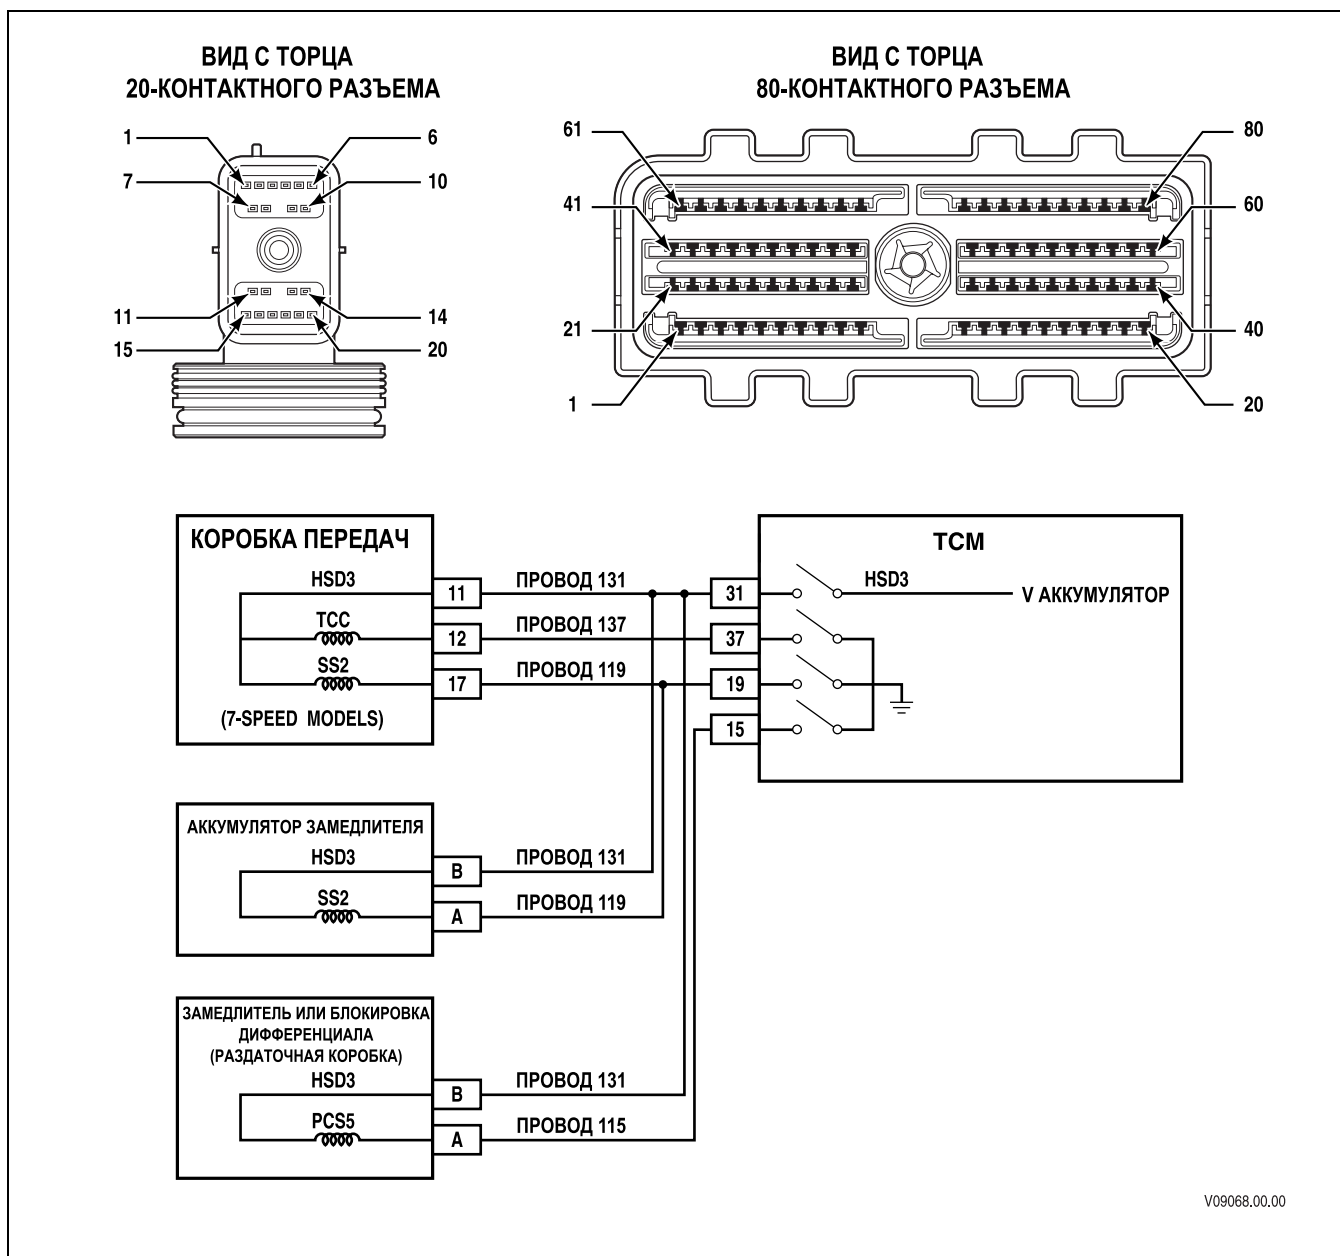 ВИД С ТОРЦА
20-КОНТАКТНОГО РАЗЪЕМА
1
6
7
10
11
14
15
20
ВИД С ТОРЦА
80-КОНТАКТНОГО РАЗЪЕМА
61
80
41
60
21
40
1
20
КОРОБКА ПЕРЕДАЧ
HSD3
11
ПРОВОД 131
TCC
12
ПРОВОД 137
SS2
17
ПРОВОД 119
(7-SPEED MODELS)
TCM
31
HSD3
V АККУМУЛЯТОР
37
19
15
АККУМУЛЯТОР ЗАМЕДЛИТЕЛЯ
HSD3
B
ПРОВОД 131
SS2
A
ПРОВОД 119
ЗАМЕДЛИТЕЛЬ ИЛИ БЛОКИРОВКА
ДИФФЕРЕНЦИАЛА
(РАЗДАТОЧНАЯ КОРОБКА)
HSD3
B
ПРОВОД 131
PCS5
A
ПРОВОД 115
V09068.00.00